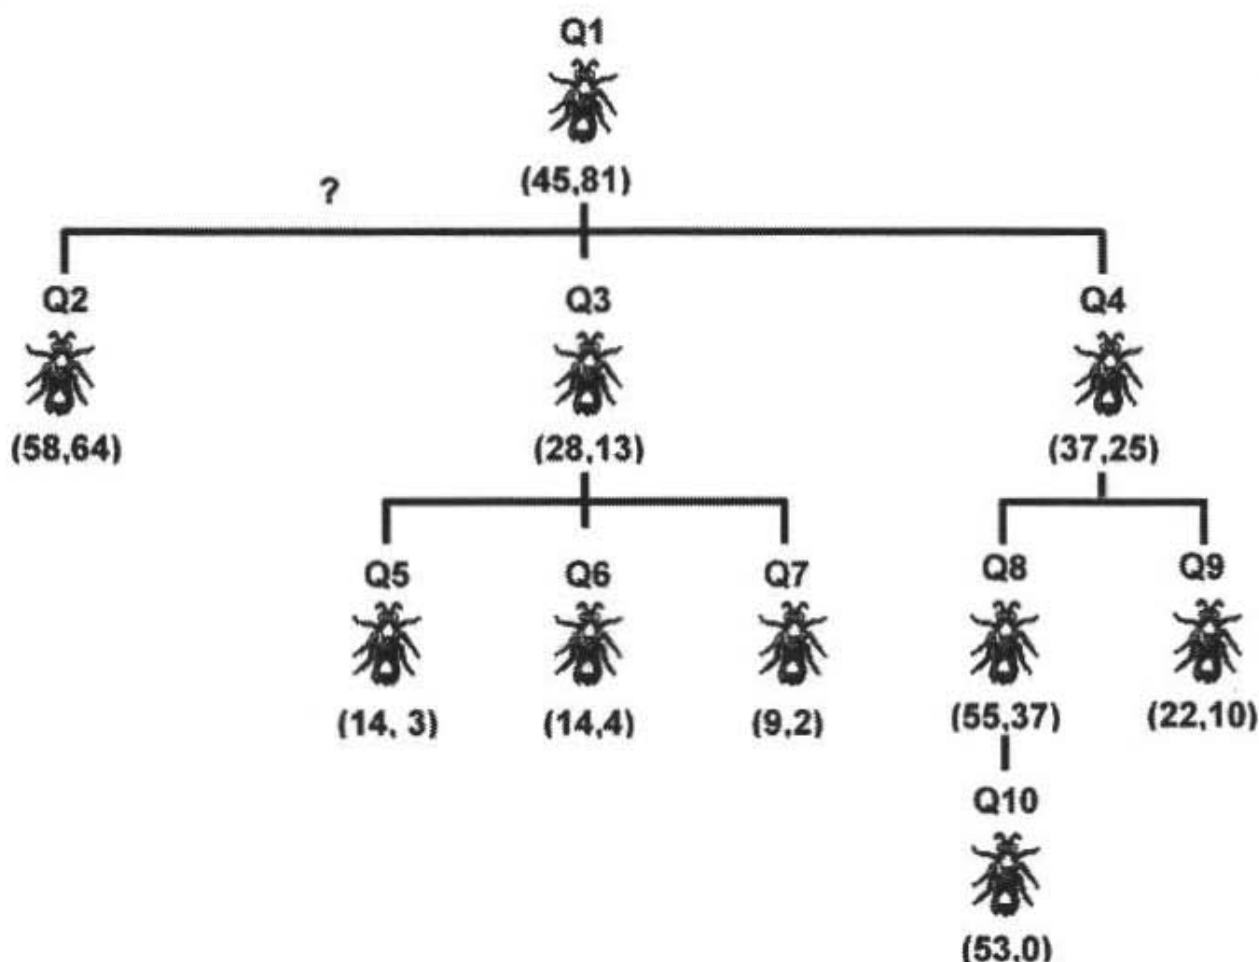 Q1
(45,81)
?
Q2 Q3 Q4
(58,64) (28,13) (37,25)
Q5 Q6 Q7 Q8 Q9
(14, 3) (14,4) (9,2) (55,37) (22,10)
Q10
(53,0)